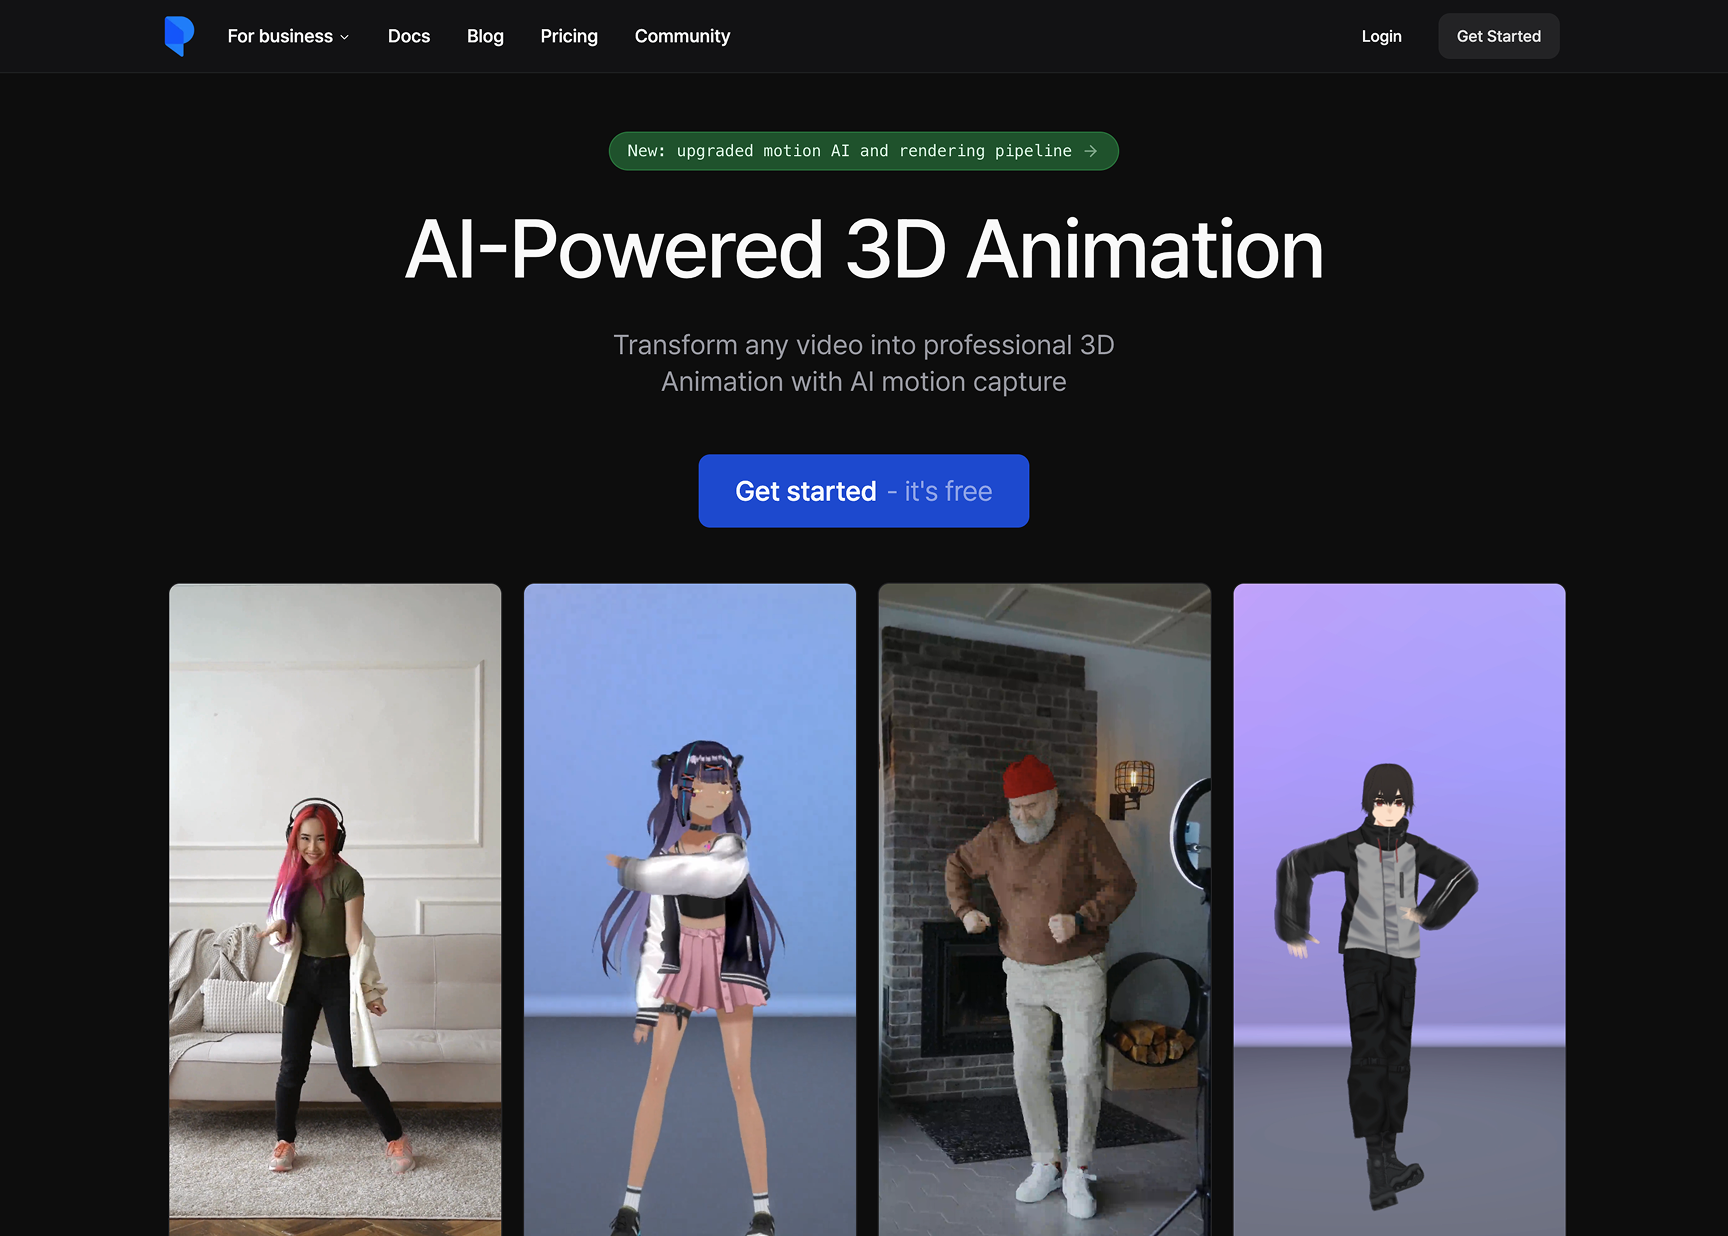 For business
Docs
Blog
Pricing
Community
Login
Get Started
New: upgraded motion AI and rendering pipeline →
AI-Powered 3D Animation
Transform any video into professional 3D
Animation with AI motion capture
Get started - it's free